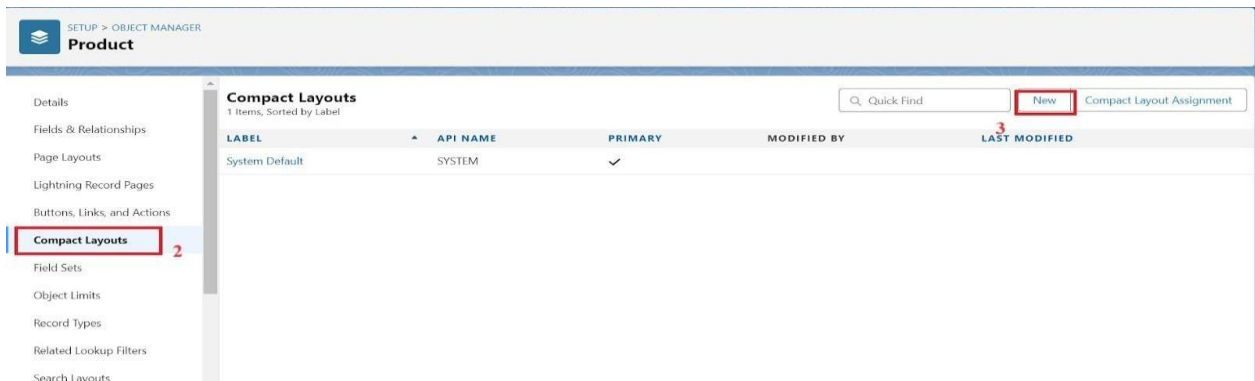 SETUP > OBJECT MANAGER
Product
Details
Fields & Relationships
Page Layouts
Lightning Record Pages
Buttons, Links, and Actions
Compact Layouts
2
Field Sets
Object Limits
Record Types
Related Lookup Filters
Search Layouts
Compact Layouts
1 Items, Sorted by Label
Quick Find
New
Compact Layout Assignment
3
LABEL API NAME PRIMARY MODIFIED BY LAST MODIFIED
System Default SYSTEM